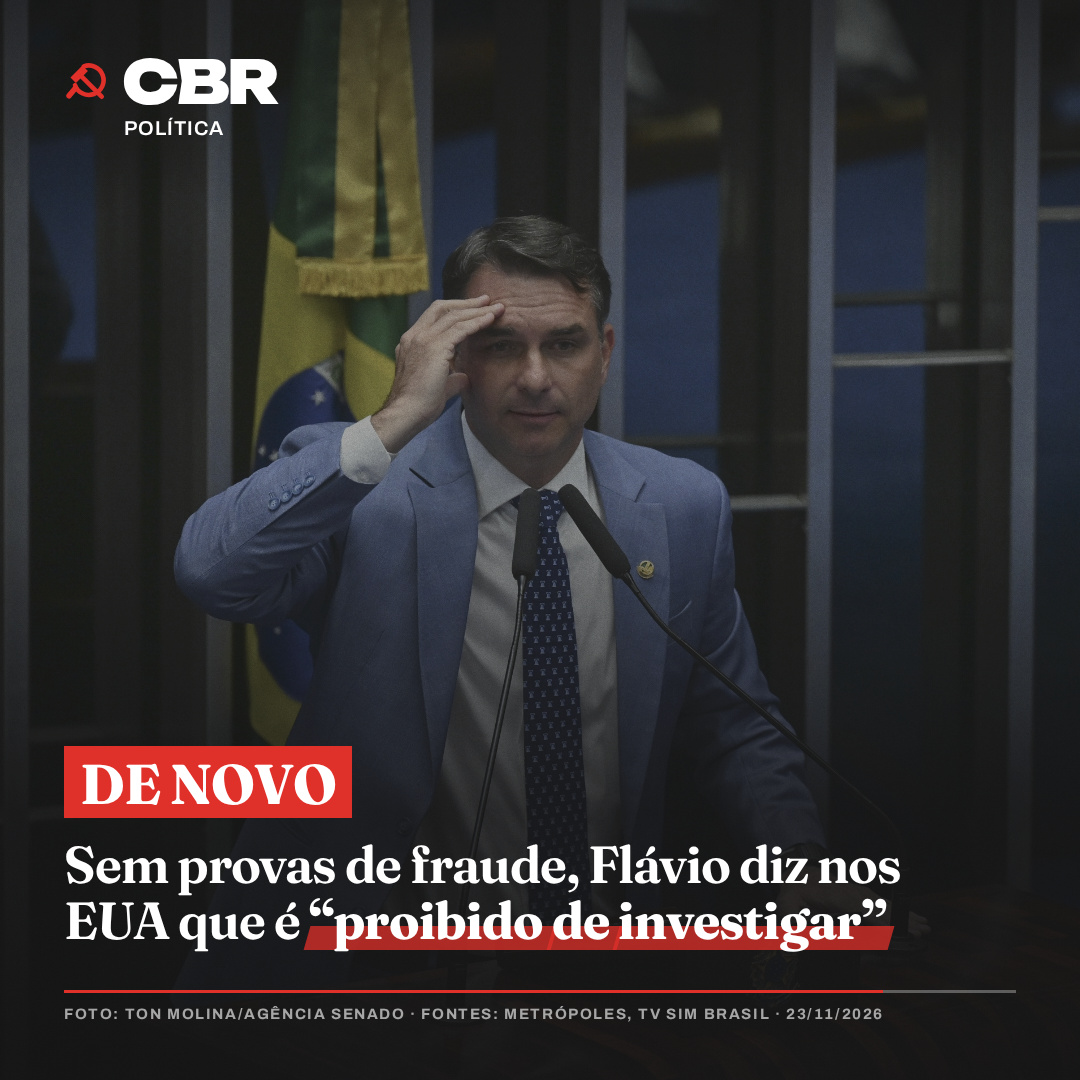 CBR
POLÍTICA
DE NOVO
Sem provas de fraude, Flávio diz nos
EUA que é “proibido de investigar”
FOTO: TON MOLINA/AGÊNCIA SENADO · FONTES: METRÓPOLES, TV SIM BRASIL · 23/11/2026